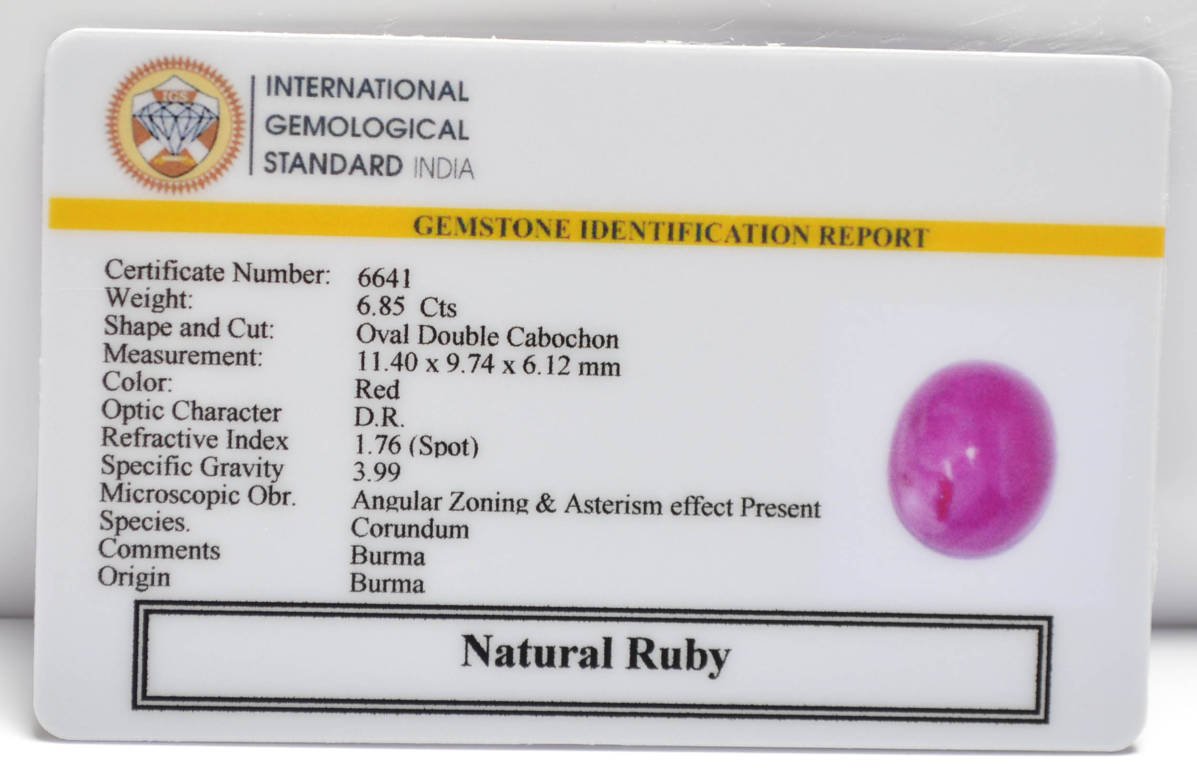 IGS
INTERNATIONAL
GEMOLOGICAL
STANDARD INDIA
GEMSTONE IDENTIFICATION REPORT
Certificate Number: 6641
Weight: 6.85 Cts
Shape and Cut: Oval Double Cabochon
Measurement: 11.40 x 9.74 x 6.12 mm
Color: Red
Optic Character D.R.
Refractive Index 1.76 (Spot)
Specific Gravity 3.99
Microscopic Obr. Angular Zoning & Asterism effect Present
Species. Corundum
Comments Burma
Origin Burma
Natural Ruby